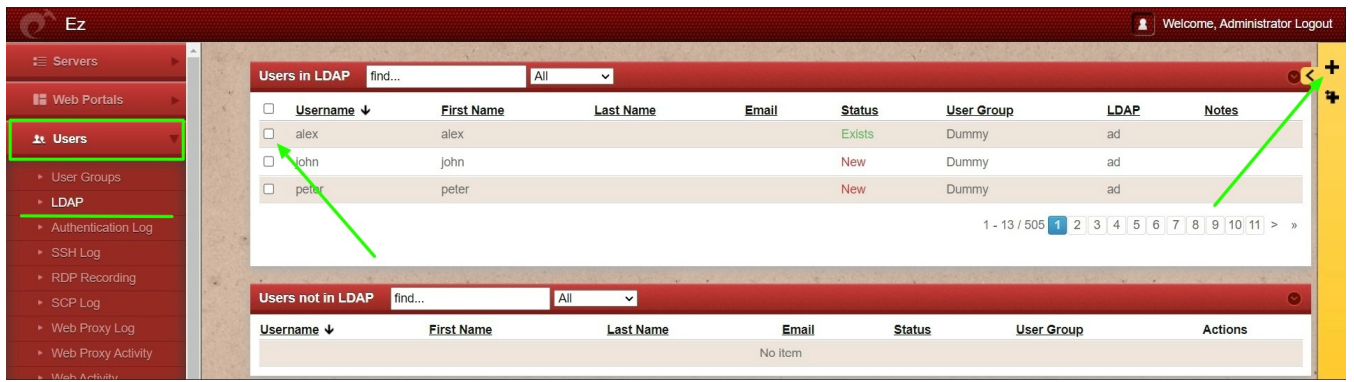 Ez
Welcome, Administrator Logout
Servers
Web Portals
Users
User Groups
LDAP
Authentication Log
SSH Log
RDP Recording
SCP Log
Web Proxy Log
Web Proxy Activity
Web Activity
Users in LDAP find... All
Username First Name Last Name Email Status User Group LDAP Notes
alex alex Exists Dummy ad
john john New Dummy ad
peter peter New Dummy ad
1 - 13 / 505 1 2 3 4 5 6 7 8 9 10 11 > »
Users not in LDAP find... All
Username First Name Last Name Email Status User Group Actions
No item